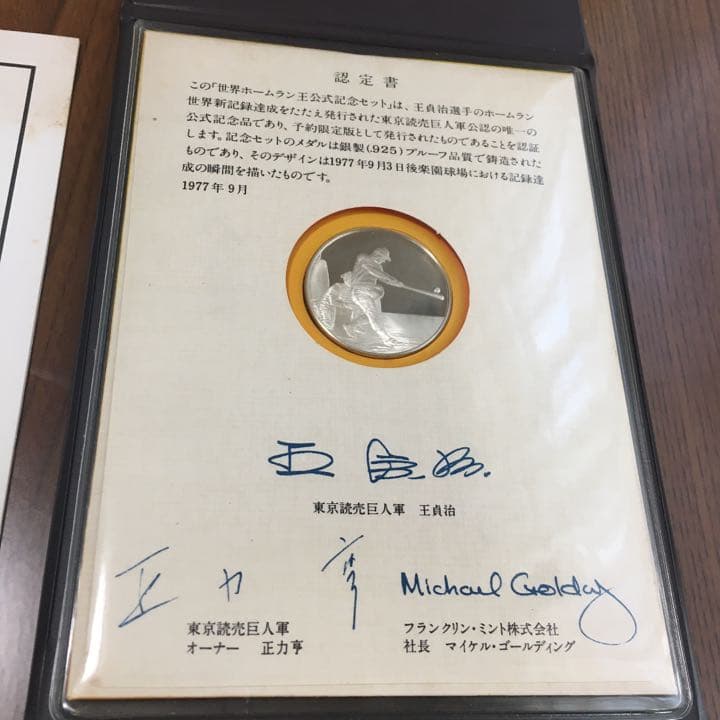 認定書
この「世界ホームラン王公式記念セット」は、王貞治選手のホームラン
世界新記録達成をたたえ発行された東京読売巨人軍公認の唯一の
公式記念品であり、予約限定版として発行されたものであることを認証
します。記念セットのメダルは銀製(.925)プルーフ品質で鋳造された
ものであり、そのデザインは1977年9月3日後楽園球場における記録達
成の瞬間を描いたものです。
1977年9月
王貞治
東京読売巨人軍 王貞治
正力亨
Michael Golding
東京読売巨人軍
オーナー 正力亨
フランクリン・ミント株式会社
社長 マイケル・ゴールディング